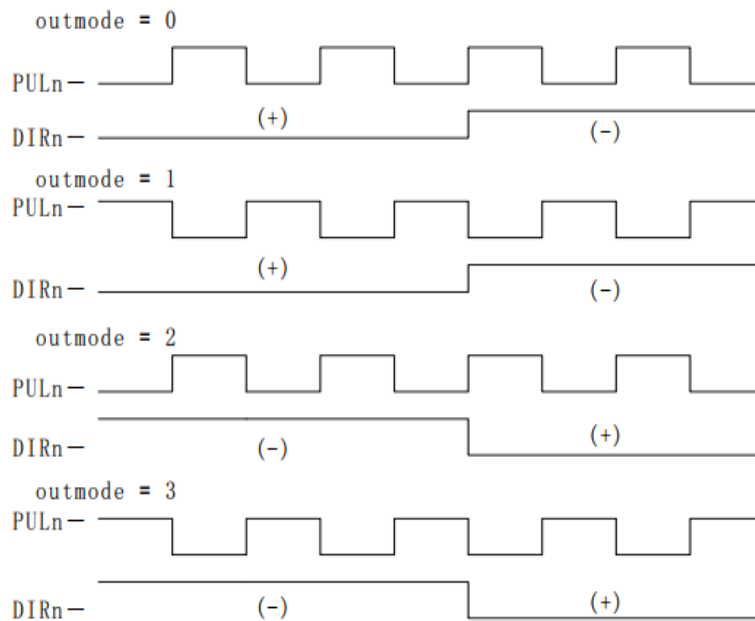 outmode = 0
PULn
(+)
DIRn
(-)
outmode = 1
PULn
(+)
DIRn
(-)
outmode = 2
PULn
(+)
DIRn
(-)
outmode = 3
PULn
(+)
DIRn
(-)